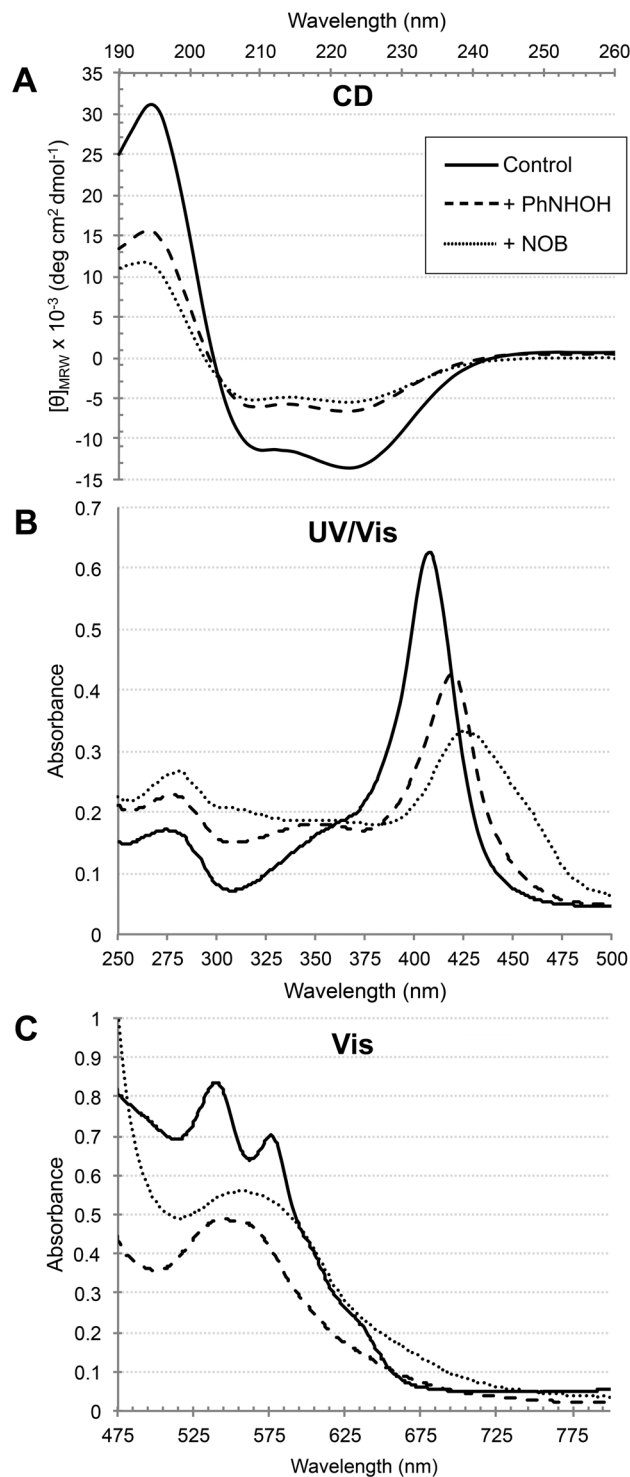 Wavelength (nm)
190 200 210 220 230 240 250 260
A
CD
35
30
25
20
15
10
5
0
-5
-10
-15
[θ]MRW x 10-3 (deg cm2 dmol-1)
Control
+ PhNHOH
+ NOB
B
UV/Vis
0.7
0.6
0.5
0.4
0.3
0.2
0.1
0
Absorbance
250 275 300 325 350 375 400 425 450 475 500
Wavelength (nm)
C
Vis
1
0.9
0.8
0.7
0.6
0.5
0.4
0.3
0.2
0.1
0
Absorbance
475 525 575 625 675 725 775
Wavelength (nm)